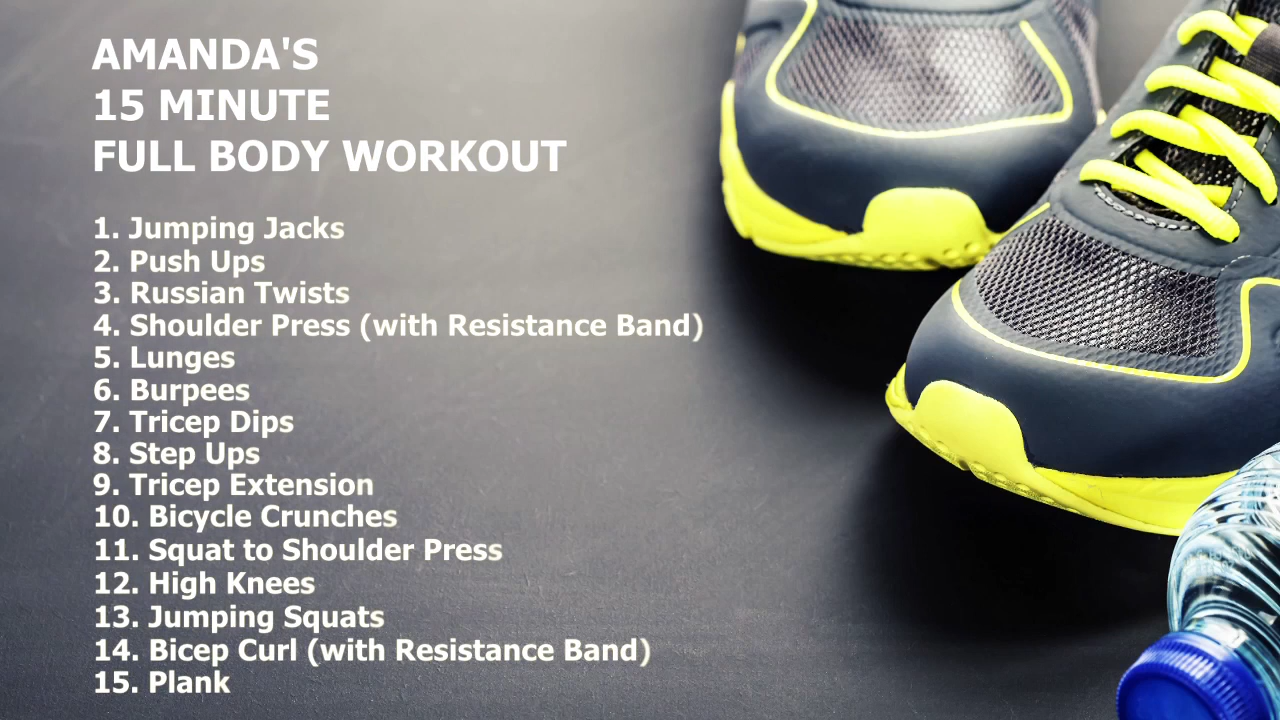 AMANDA'S
15 MINUTE
FULL BODY WORKOUT
1. Jumping Jacks
2. Push Ups
3. Russian Twists
4. Shoulder Press (with Resistance Band)
5. Lunges
6. Burpees
7. Tricep Dips
8. Step Ups
9. Tricep Extension
10. Bicycle Crunches
11. Squat to Shoulder Press
12. High Knees
13. Jumping Squats
14. Bicep Curl (with Resistance Band)
15. Plank